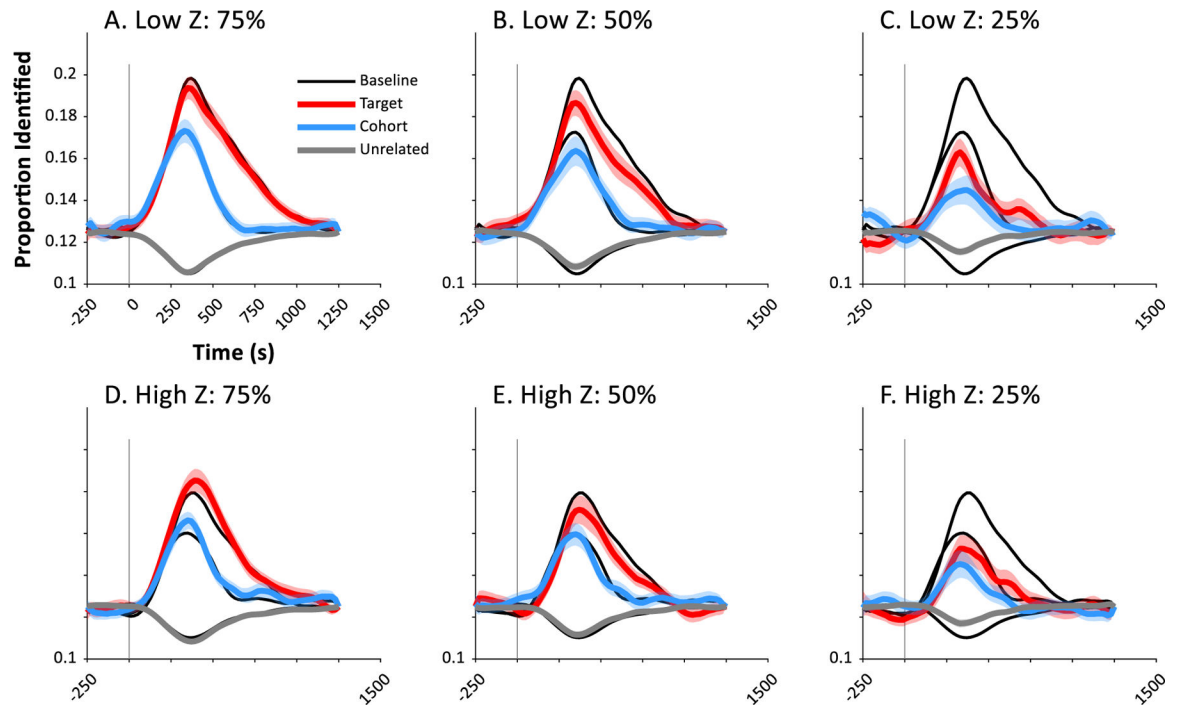 A. Low Z: 75%
B. Low Z: 50%
C. Low Z: 25%
Proportion Identified
0.2
0.18
0.16
0.14
0.12
0.1
Baseline
Target
Cohort
Unrelated
-250
0
250
500
750
1000
1250
1500
Time (s)
0.1
-250
1500
0.1
-250
1500
D. High Z: 75%
E. High Z: 50%
F. High Z: 25%
0.1
-250
1500
0.1
-250
1500
0.1
-250
1500